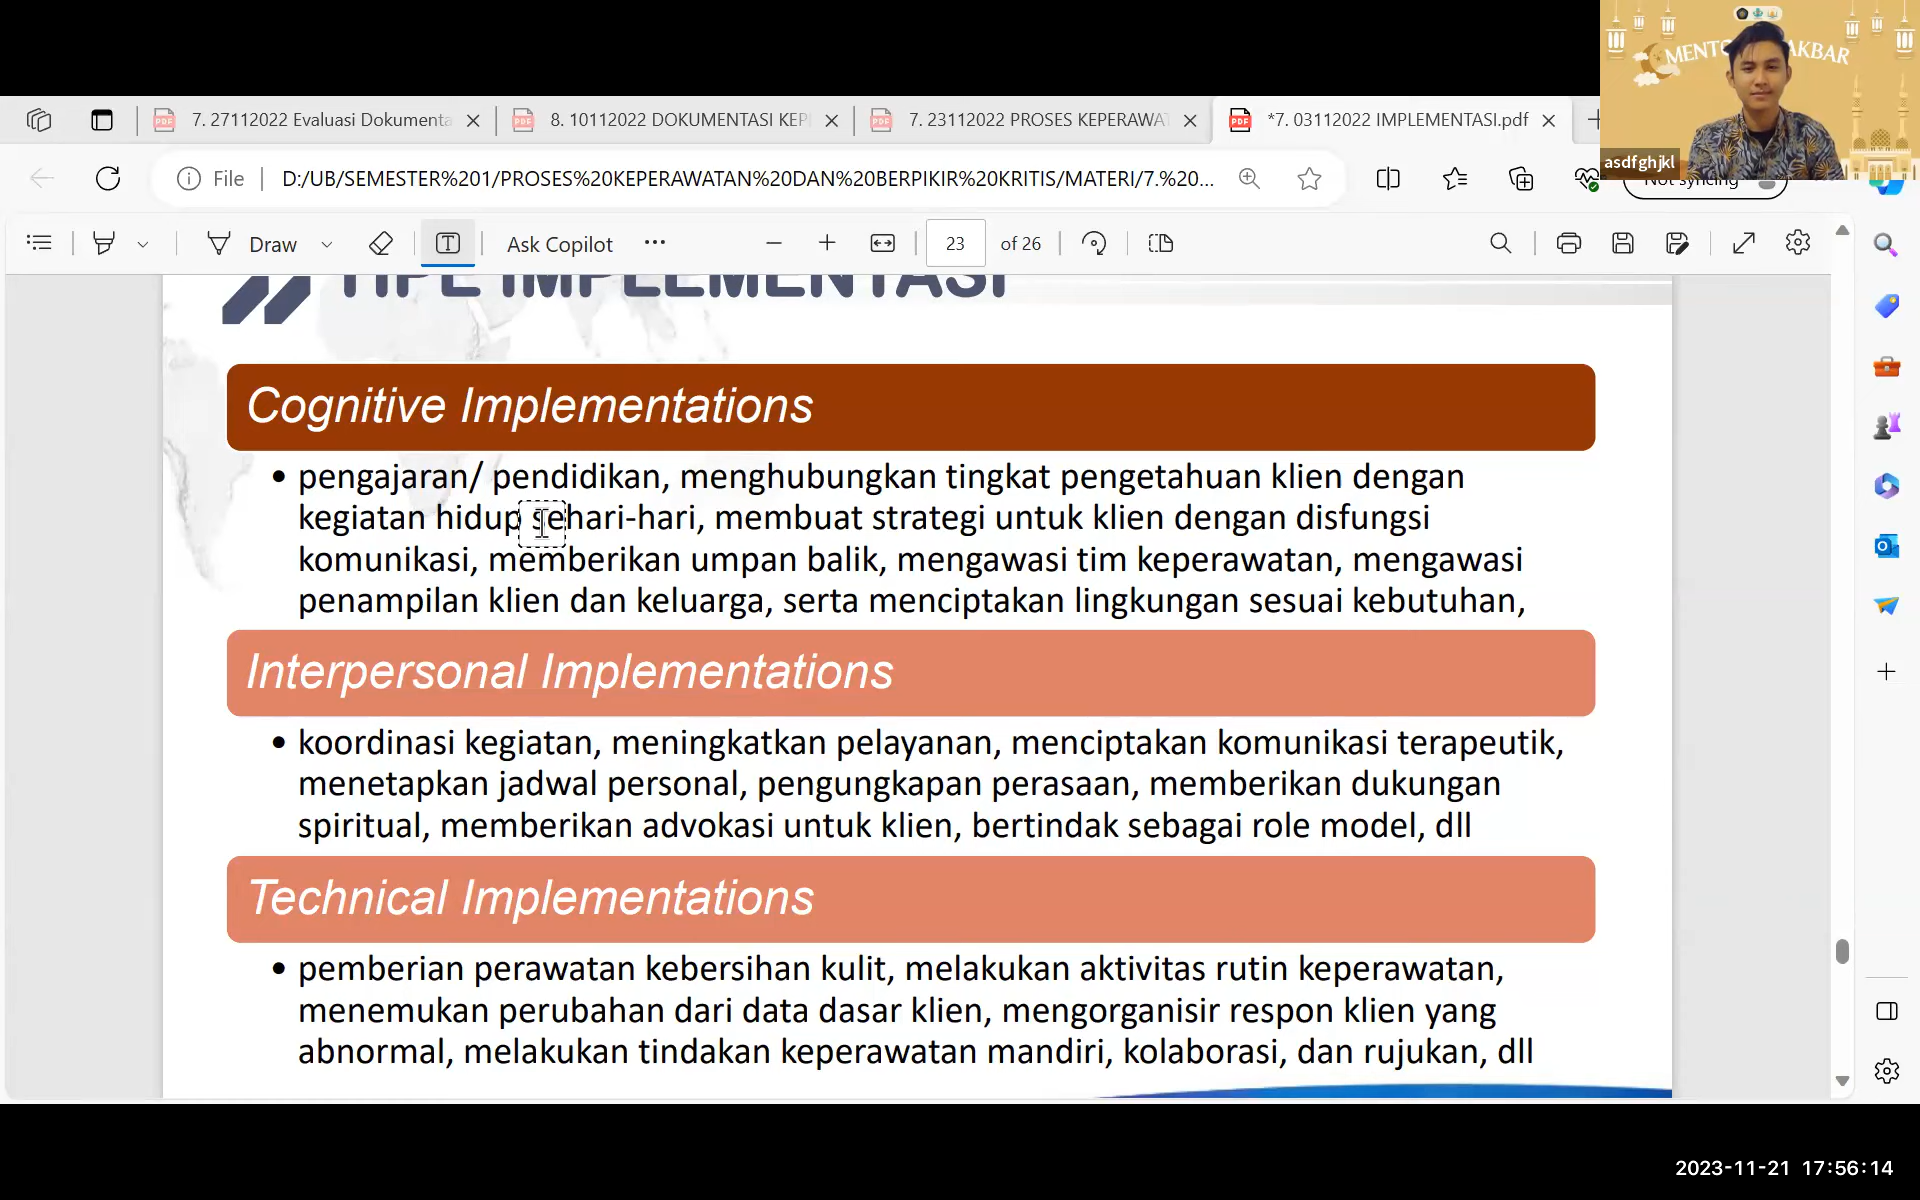 MENTO AKBAR
asdfghjkl
7. 27112022 Evaluasi Dokumenta
8. 10112022 DOKUMENTASI KEP
7. 23112022 PROSES KEPERAWAT
*7. 03112022 IMPLEMENTASI.pdf
File
D:/UB/SEMESTER%201/PROSES%20KEPERAWATAN%20DAN%20BERPIKIR%20KRITIS/MATERI/7.%20...
Not syncing
Draw
Ask Copilot
23
of 26
TIPE IMPLEMENTASI
Cognitive Implementations
• pengajaran/ pendidikan, menghubungkan tingkat pengetahuan klien dengan
kegiatan hidup sehari-hari, membuat strategi untuk klien dengan disfungsi
komunikasi, memberikan umpan balik, mengawasi tim keperawatan, mengawasi
penampilan klien dan keluarga, serta menciptakan lingkungan sesuai kebutuhan,
Interpersonal Implementations
• koordinasi kegiatan, meningkatkan pelayanan, menciptakan komunikasi terapeutik,
menetapkan jadwal personal, pengungkapan perasaan, memberikan dukungan
spiritual, memberikan advokasi untuk klien, bertindak sebagai role model, dll
Technical Implementations
• pemberian perawatan kebersihan kulit, melakukan aktivitas rutin keperawatan,
menemukan perubahan dari data dasar klien, mengorganisir respon klien yang
abnormal, melakukan tindakan keperawatan mandiri, kolaborasi, dan rujukan, dll
2023-11-21 17:56:14